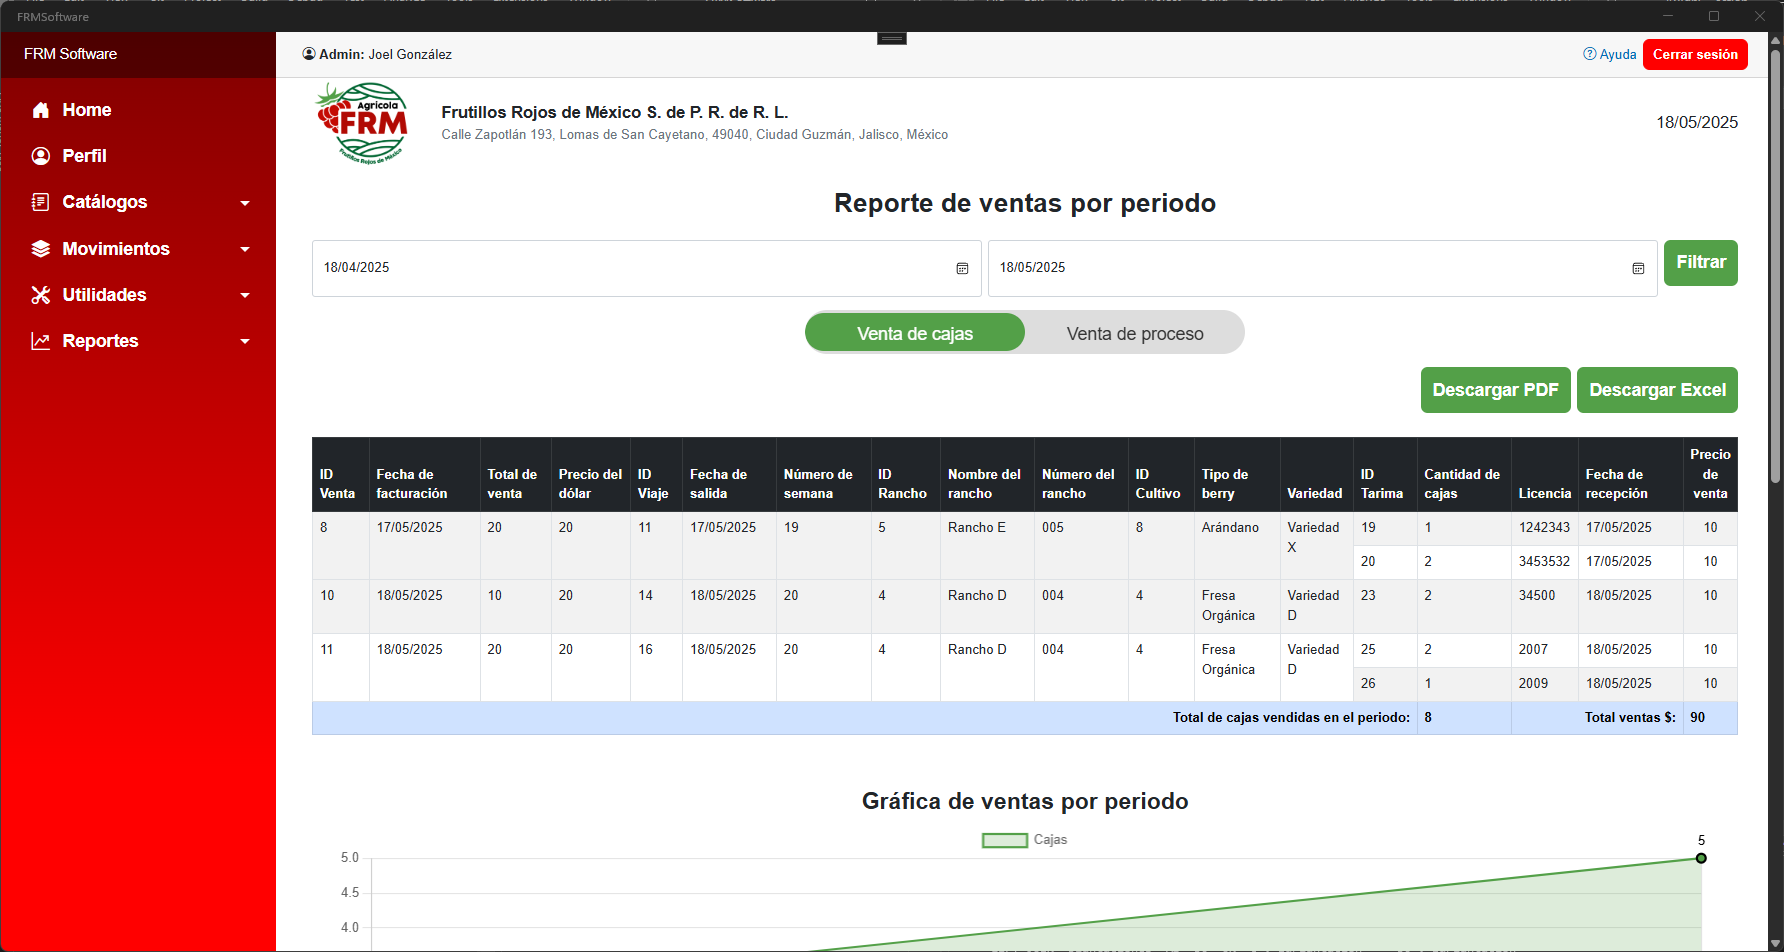 FRMSoftware
FRM Software
Admin: Joel González
Ayuda
Cerrar sesión
Home
Perfil
Catálogos
Movimientos
Utilidades
Reportes
Agrícola
FRM
Frutillos Rojos de México
Frutillos Rojos de México S. de P. R. de R. L.
Calle Zapotlán 193, Lomas de San Cayetano, 49040, Ciudad Guzmán, Jalisco, México
18/05/2025
Reporte de ventas por periodo
18/04/2025
18/05/2025
Filtrar
Venta de cajas
Venta de proceso
Descargar PDF
Descargar Excel
ID Venta Fecha de facturación Total de venta Precio del dólar ID Viaje Fecha de salida Número de semana ID Rancho Nombre del rancho Número del rancho ID Cultivo Tipo de berry Variedad ID Tarima Cantidad de cajas Licencia Fecha de recepción Precio de venta
8 17/05/2025 20 20 11 17/05/2025 19 5 Rancho E 005 8 Arándano Variedad X 19 1 1242343 17/05/2025 10
20 2 3453532 17/05/2025 10
10 18/05/2025 10 20 14 18/05/2025 20 4 Rancho D 004 4 Fresa Orgánica Variedad D 23 2 34500 18/05/2025 10
11 18/05/2025 20 20 16 18/05/2025 20 4 Rancho D 004 4 Fresa Orgánica Variedad D 25 2 2007 18/05/2025 10
26 1 2009 18/05/2025 10
Total de cajas vendidas en el periodo: 8 Total ventas $: 90
Gráfica de ventas por periodo
Cajas
5
5.0
4.5
4.0